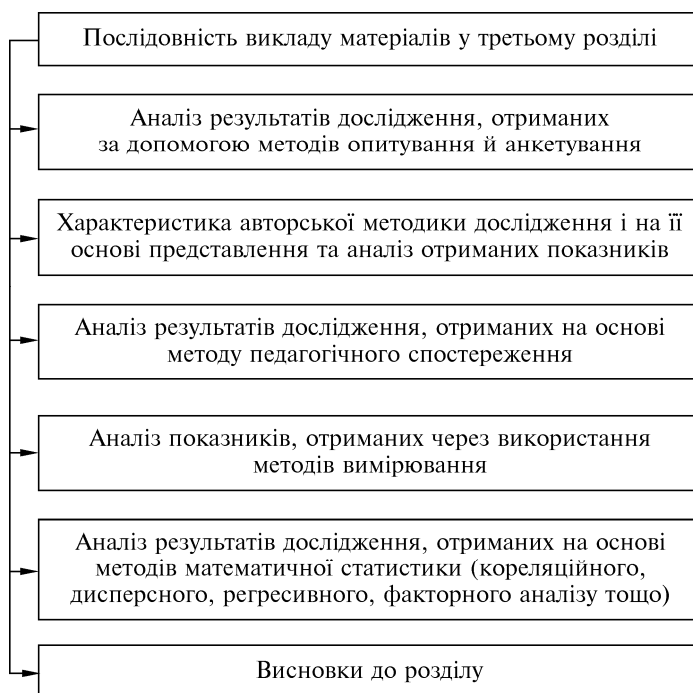 Послідовність викладу матеріалів у третьому розділі
Аналіз результатів дослідження, отриманих
за допомогою методів опитування й анкетування
Характеристика авторської методики дослідження і на її
основі представлення та аналіз отриманих показників
Аналіз результатів дослідження, отриманих на основі
методу педагогічного спостереження
Аналіз показників, отриманих через використання
методів вимірювання
Аналіз результатів дослідження, отриманих на основі
методів математичної статистики (кореляційного,
дисперсного, регресивного, факторного аналізу тощо)
Висновки до розділу